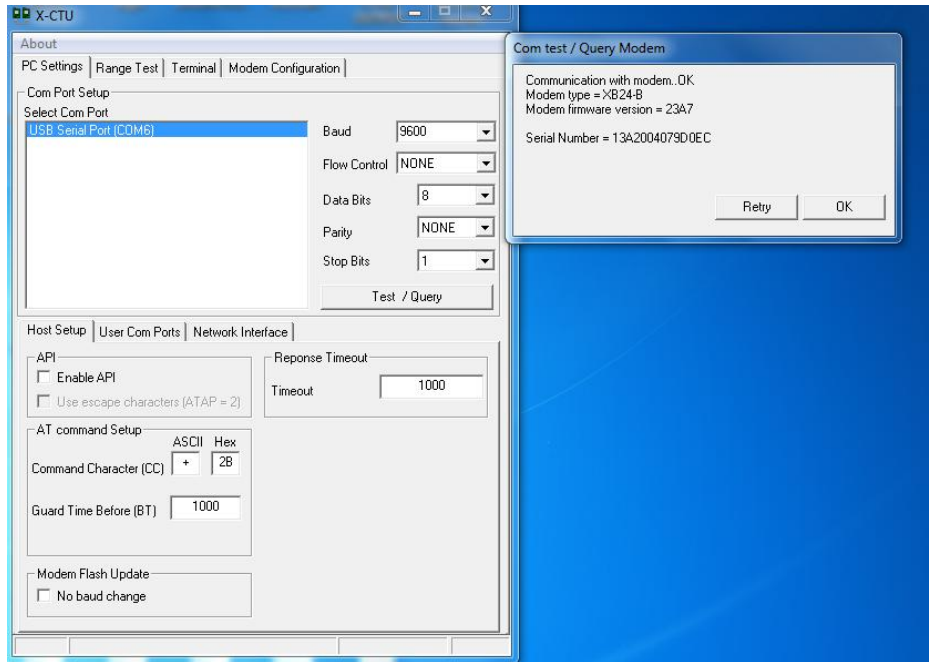 X-CTU
About
PC Settings Range Test Terminal Modem Configuration
Com Port Setup
Select Com Port
USB Serial Port (COM6)
Baud 9600
Flow Control NONE
Data Bits 8
Parity NONE
Stop Bits 1
Test / Query
Host Setup User Com Ports Network Interface
API
Enable API
Use escape characters (ATAP = 2)
Reponse Timeout
Timeout 1000
AT command Setup
ASCII Hex
Command Character (CC) + 2B
Guard Time Before (BT) 1000
Modem Flash Update
No baud change
Com test / Query Modem
Communication with modem..OK
Modem type = XB24-B
Modem firmware version = 23A7
Serial Number = 13A2004079D0EC
Retry OK